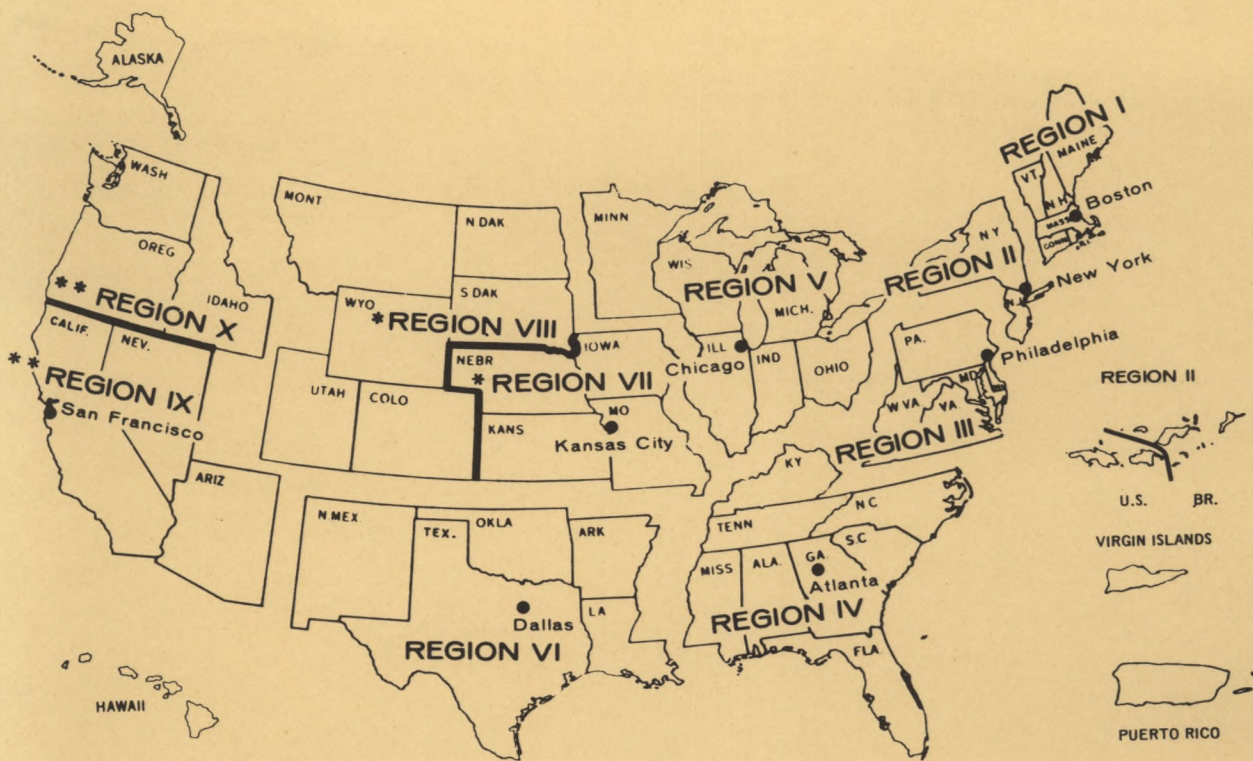 ALASKA
REGION I
MAINE
WASH
VT.
N.H.
MONT
N DAK
MINN
Boston
MASS
OREG
N.Y.
CONN
R.I.
WIS
REGION II
** REGION X
IDAHO
WYO
S DAK
REGION V
MICH.
New York
N.J.
*REGION VIII
CALIF.
NEV.
IOWA
PA.
NEBR
ILL
IND
OHIO
Philadelphia
Chicago
MD
** REGION IX
* REGION VII
REGION II
UTAH
COLO
W VA
VA
San Francisco
KANS
MO
Kansas City
REGION III
KY
ARIZ
U.S.
BR.
N.MEX
TEX.
OKLA
ARK
TENN
N C
VIRGIN ISLANDS
S.C
MISS
ALA.
GA.
Atlanta
LA
Dallas
REGION IV
REGION VI
FLA
HAWAII
PUERTO RICO